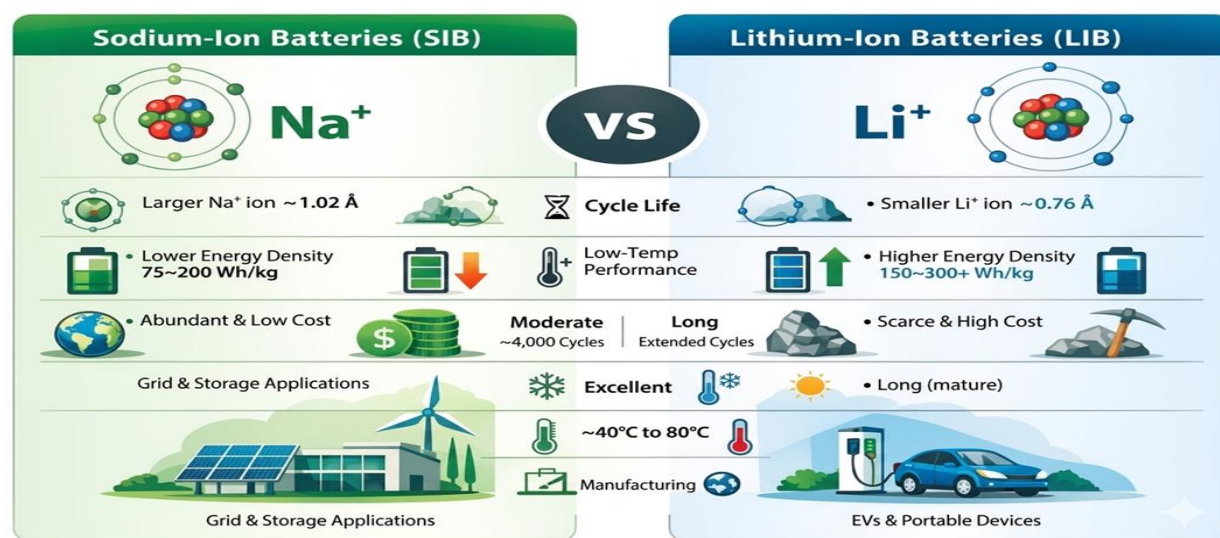 Sodium-Ion Batteries (SIB)
Lithium-Ion Batteries (LIB)
Na⁺
VS
Li⁺
Larger Na⁺ ion ~1.02 Å
Cycle Life
• Smaller Li⁺ ion ~0.76 Å
• Lower Energy Density
75~200 Wh/kg
Low-Temp
Performance
• Higher Energy Density
150~300+ Wh/kg
• Abundant & Low Cost
$
Moderate
~4,000 Cycles
Long
Extended Cycles
• Scarce & High Cost
Grid & Storage Applications
Excellent
• Long (mature)
~40°C to 80°C
Manufacturing
Grid & Storage Applications
EVs & Portable Devices